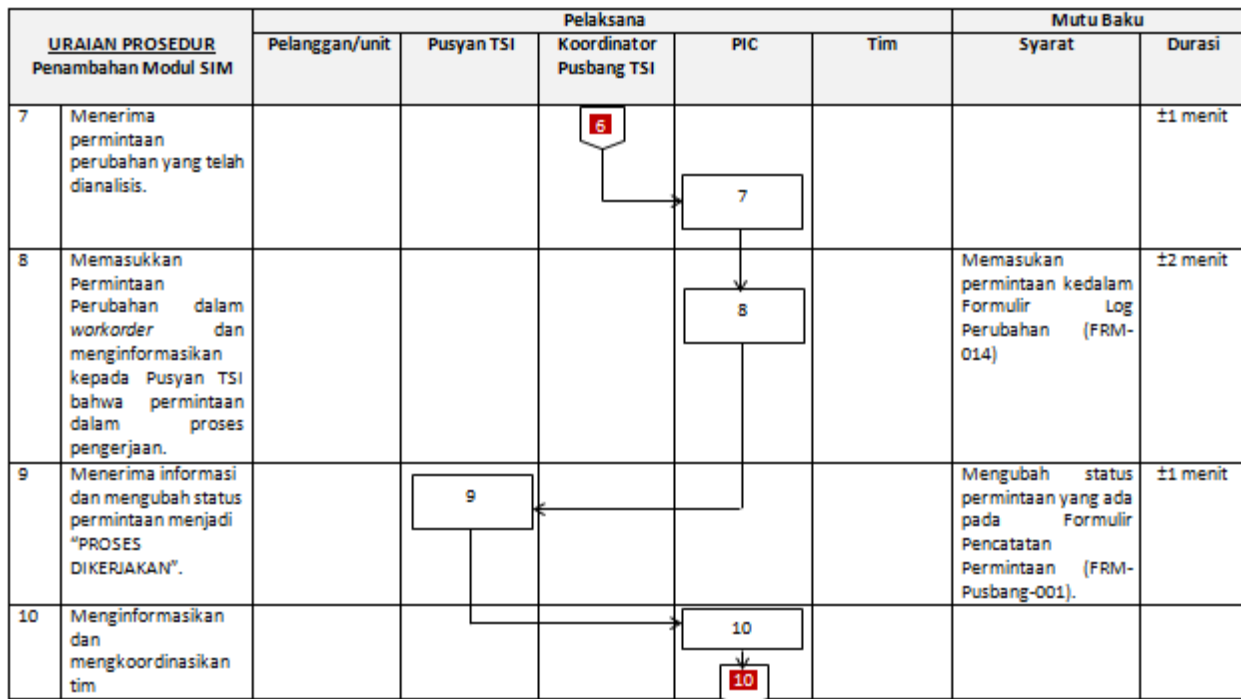 URAIAN PROSEDUR
Penambahan Modul SIM
Pelaksana
Mutu Baku
Pelanggan/unit
Pusyan TSI
Koordinator
Pusbang TSI
PIC
Tim
Syarat
Durasi
7
Menerima
permintaan
perubahan yang telah
dianalisis.
6
7
±1 menit
8
Memasukkan
Permintaan
Perubahan dalam
workorder dan
menginformasikan
kepada Pusyan TSI
bahwa permintaan
dalam proses
pengerjaan.
8
Memasukan
permintaan kedalam
Formulir Log
Perubahan (FRM-
014)
±2 menit
9
Menerima informasi
dan mengubah status
permintaan menjadi
“PROSES
DIKERJAKAN”.
9
Mengubah status
permintaan yang ada
pada Formulir
Pencatatan
Permintaan (FRM-
Pusbang-001).
±1 menit
10
Menginformasikan
dan
mengkoordinasikan
tim
10
10